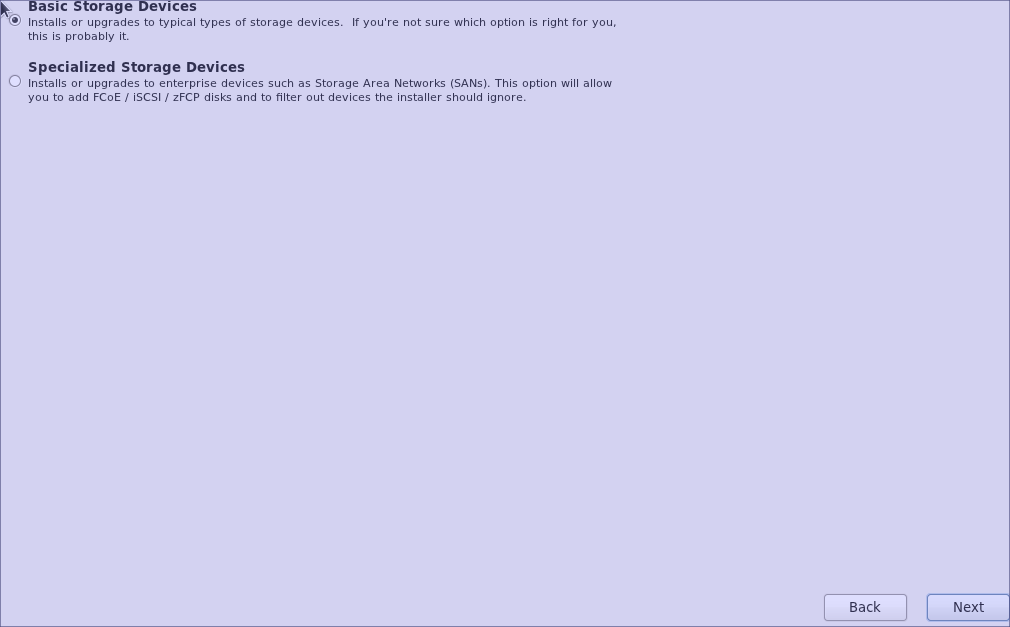 Basic Storage Devices
Installs or upgrades to typical types of storage devices.  If you're not sure which option is right for you,
this is probably it.
Specialized Storage Devices
Installs or upgrades to enterprise devices such as Storage Area Networks (SANs). This option will allow
you to add FCoE / iSCSI / zFCP disks and to filter out devices the installer should ignore.
Back
Next